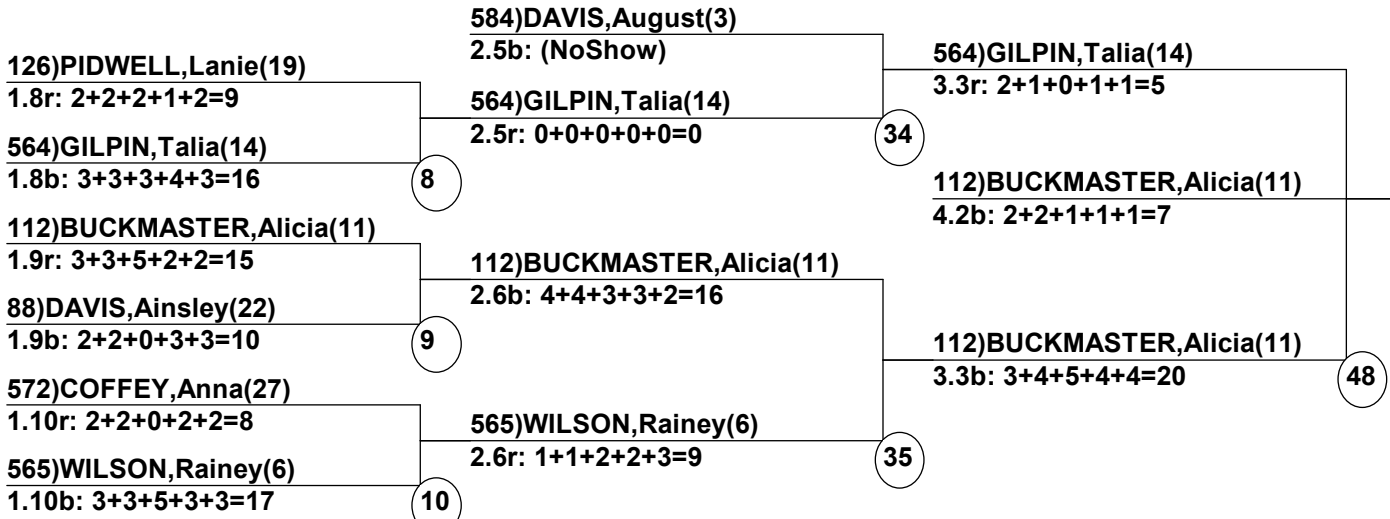 584)DAVIS,August(3)
2.5b: (NoShow)
126)PIDWELL,Lanie(19)
1.8r: 2+2+2+1+2=9
564)GILPIN,Talia(14)
3.3r: 2+1+0+1+1=5
564)GILPIN,Talia(14)
2.5r: 0+0+0+0+0=0
34
564)GILPIN,Talia(14)
1.8b: 3+3+3+4+3=16
8
112)BUCKMASTER,Alicia(11)
4.2b: 2+2+1+1+1=7
112)BUCKMASTER,Alicia(11)
1.9r: 3+3+5+2+2=15
112)BUCKMASTER,Alicia(11)
2.6b: 4+4+3+3+2=16
88)DAVIS,Ainsley(22)
1.9b: 2+2+0+3+3=10
9
112)BUCKMASTER,Alicia(11)
3.3b: 3+4+5+4+4=20
48
572)COFFEY,Anna(27)
1.10r: 2+2+0+2+2=8
565)WILSON,Rainey(6)
2.6r: 1+1+2+2+3=9
35
565)WILSON,Rainey(6)
1.10b: 3+3+5+3+3=17
10